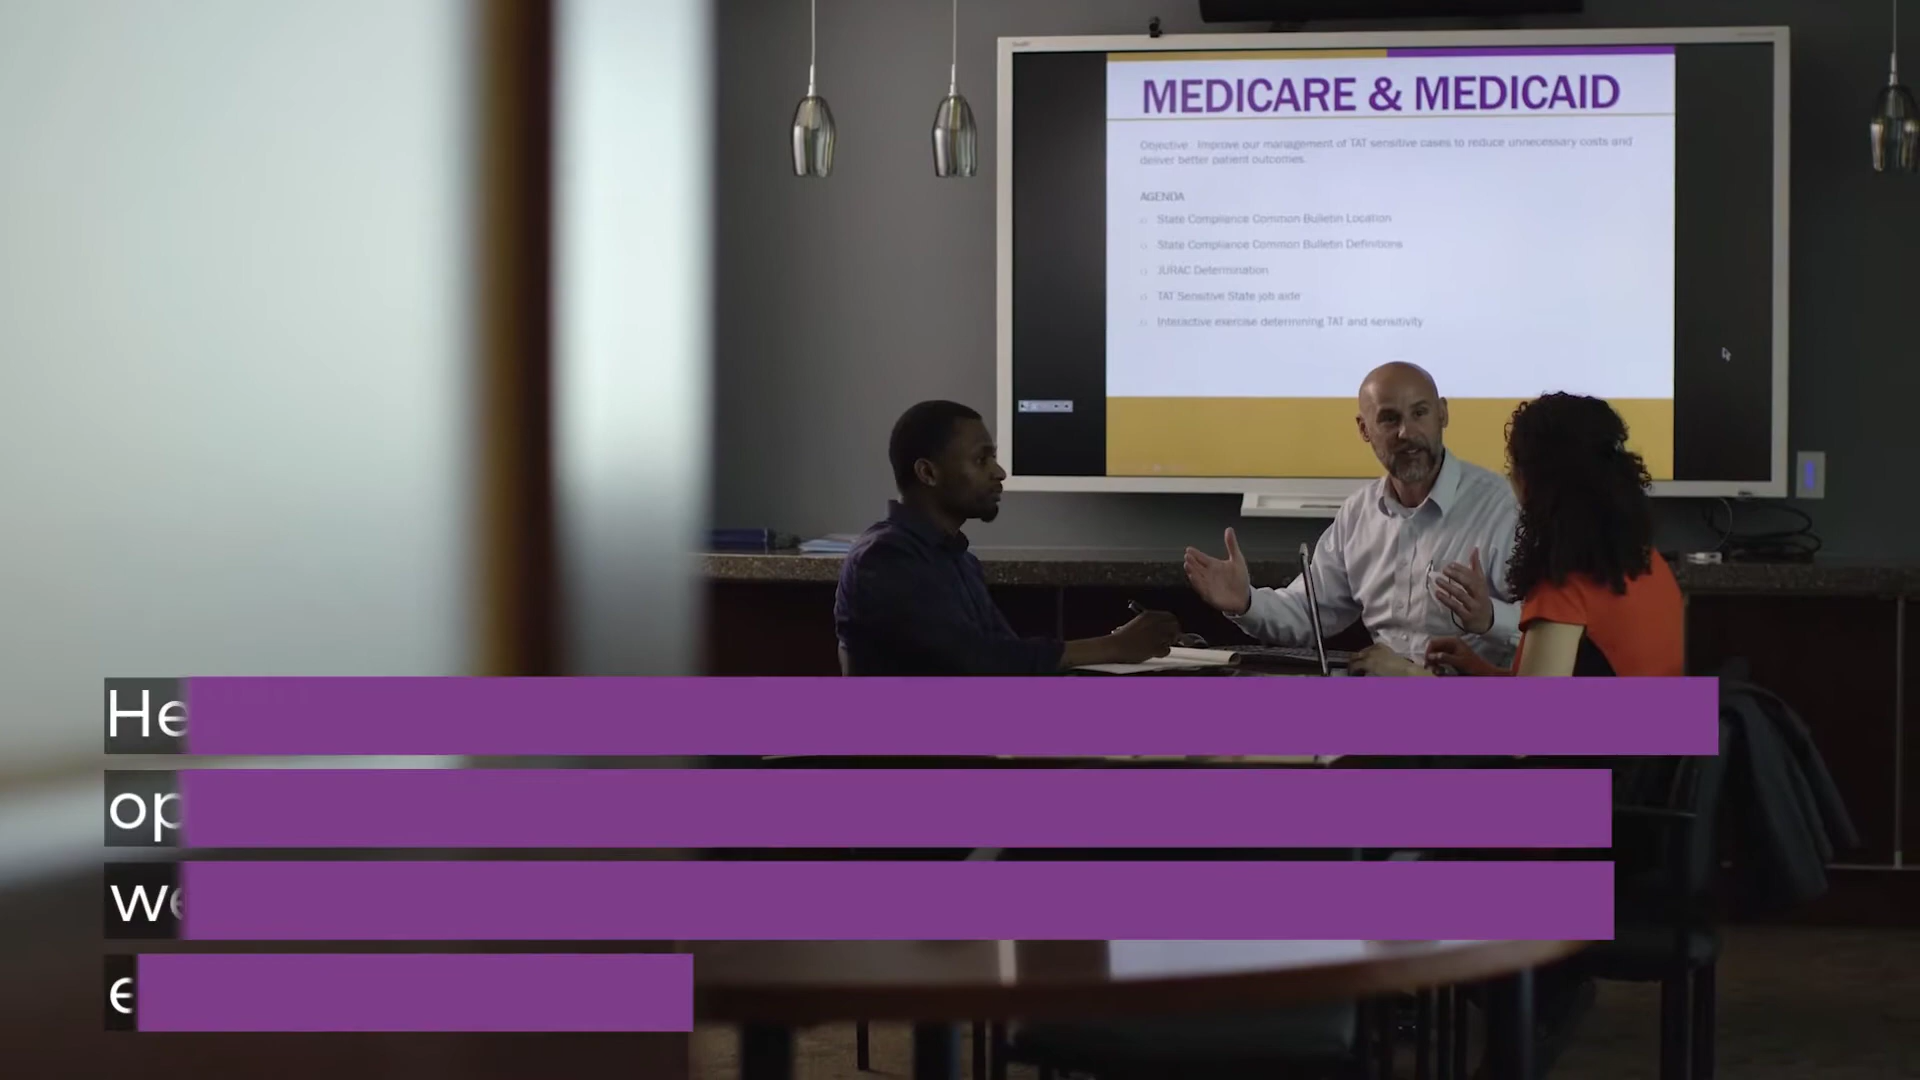 MEDICARE & MEDICAID
Objective: Improve our management of TAT sensitive cases to reduce unnecessary costs and
deliver better patient outcomes.
AGENDA
State Compliance Common Bulletin Location
State Compliance Common Bulletin Definitions
JURAC Determination
TAT Sensitive State job aide
Interactive exercise determining TAT and sensitivity
He
op
we
e